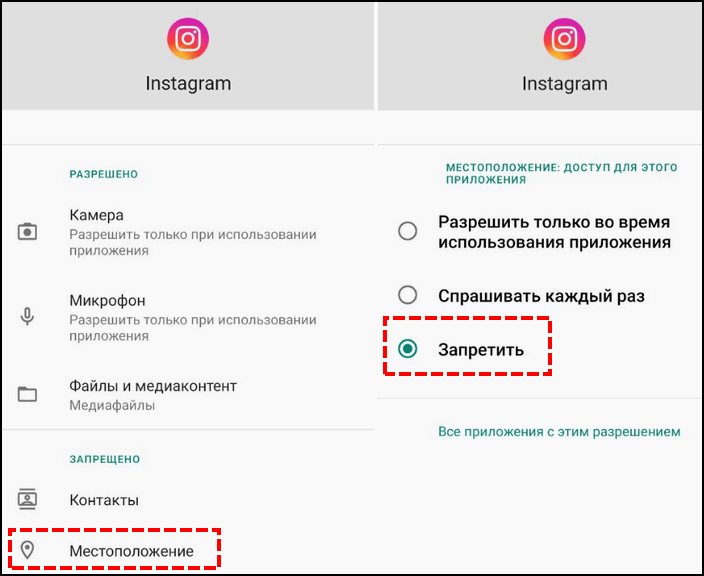 Instagram
РАЗРЕШЕНО
Камера
Разрешить только при использовании
приложения
Микрофон
Разрешить только при использовании
приложения
Файлы и медиаконтент
Медиафайлы
ЗАПРЕЩЕНО
Контакты
Местоположение
Instagram
МЕСТОПОЛОЖЕНИЕ: ДОСТУП ДЛЯ ЭТОГО
ПРИЛОЖЕНИЯ
Разрешить только во время
использования приложения
Спрашивать каждый раз
Запретить
Все приложения с этим разрешением